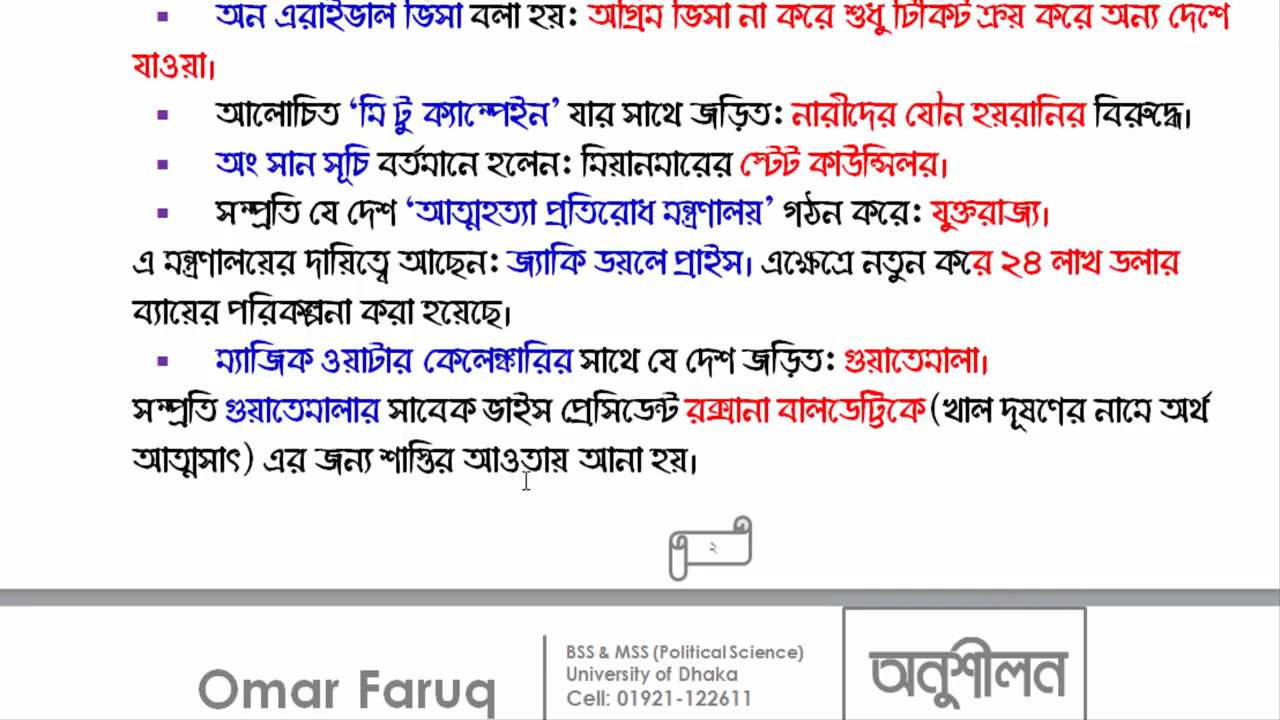 ▪ অন এরাইভাল ভিসা বলা হয়: অগ্রিম ভিসা না করে শুধু টিকিট ক্রয় করে অন্য দেশে
যাওয়া।
▪ আলোচিত ‘মি টু ক্যাম্পেইন’ যার সাথে জড়িত: নারীদের যৌন হয়রানির বিরুদ্ধে।
▪ অং সান সূচি বর্তমানে হলেন: মিয়ানমারের স্টেট কাউন্সিলর।
▪ সম্প্রতি যে দেশ ‘আত্মহত্যা প্রতিরোধ মন্ত্রণালয়’ গঠন করে: যুক্তরাজ্য।
এ মন্ত্রণালয়ের দায়িত্বে আছেন: জ্যাকি ডয়লে প্রাইস। এক্ষেত্রে নতুন করে ২৪ লাখ ডলার
ব্যায়ের পরিকল্পনা করা হয়েছে।
▪ ম্যাজিক ওয়াটার কেলেঙ্কারির সাথে যে দেশ জড়িত: গুয়াতেমালা।
সম্প্রতি গুয়াতেমালার সাবেক ভাইস প্রেসিডেন্ট রক্সানা বালডেট্টিকে (খাল দূষণের নামে অর্থ
আত্মসাৎ) এর জন্য শাস্তির আওতায় আনা হয়।
২
Omar Faruq
BSS & MSS (Political Science)
University of Dhaka
Cell: 01921-122611
অনুশীলন